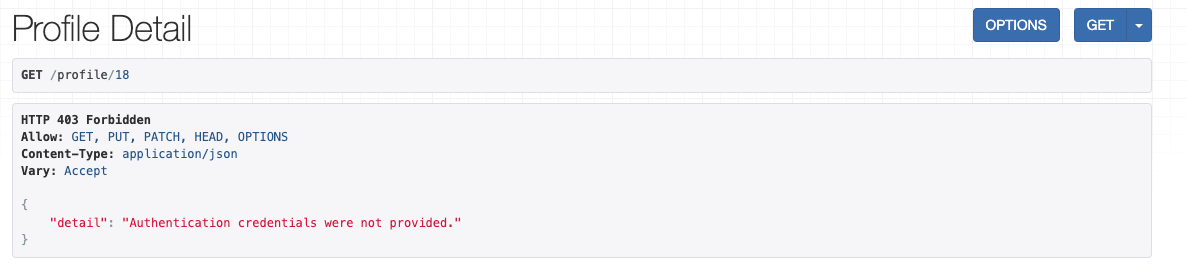 Profile Detail
OPTIONS
GET
GET /profile/18
HTTP 403 Forbidden
Allow: GET, PUT, PATCH, HEAD, OPTIONS
Content-Type: application/json
Vary: Accept
{
"detail": "Authentication credentials were not provided."
}